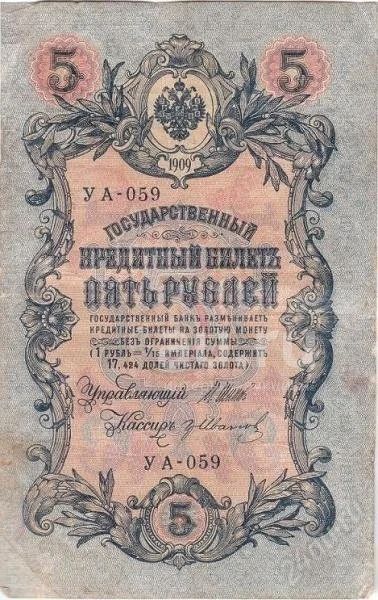 5 5
1909
УА-059
ГОСУДАРСТВЕННЫЙ
КРЕДИТНЫЙ БИЛЕТЪ
ПЯТЬ РУБЛЕЙ
ГОСУДАРСТВЕННЫЙ БАНКЪ РАЗМѢНИВАЕТЪ
КРЕДИТНЫЕ БИЛЕТЫ НА ЗОЛОТУЮ МОНЕТУ
БЕЗЪ ОГРАНИЧЕНІЯ СУММЫ
(1 РУБЛЬ = 1/15 ИМПЕРІАЛА, СОДЕРЖИТЪ
17,424 ДОЛЕЙ ЧИСТАГО ЗОЛОТА)
Управляющій
Кассиръ
УА-059
5